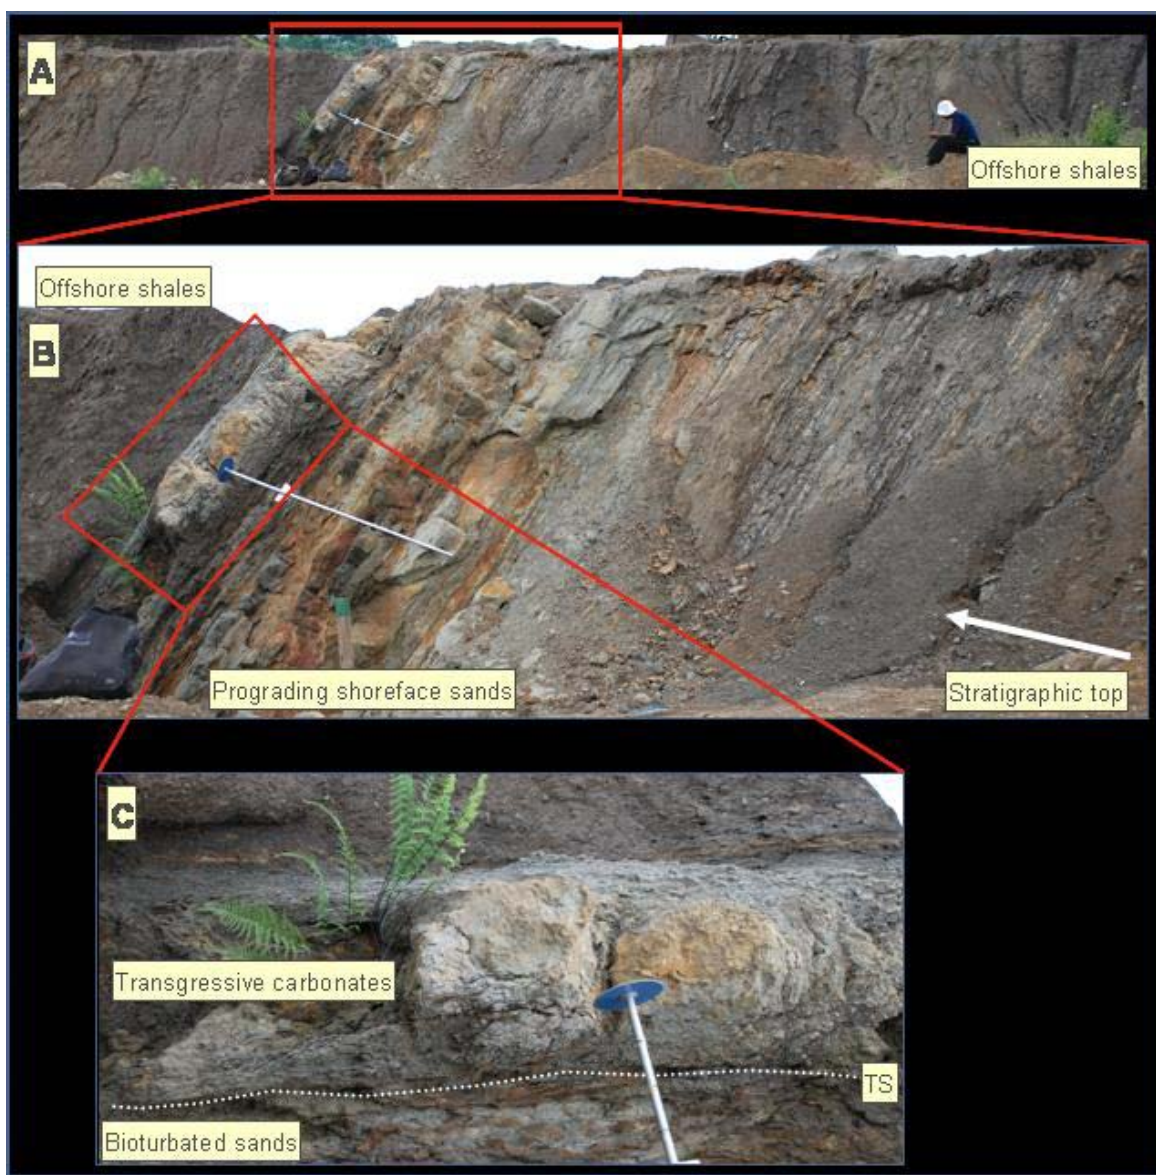 A
Offshore shales
Offshore shales
B
Prograding shoreface sands
Stratigraphic top
C
Transgressive carbonates
TS
Bioturbated sands